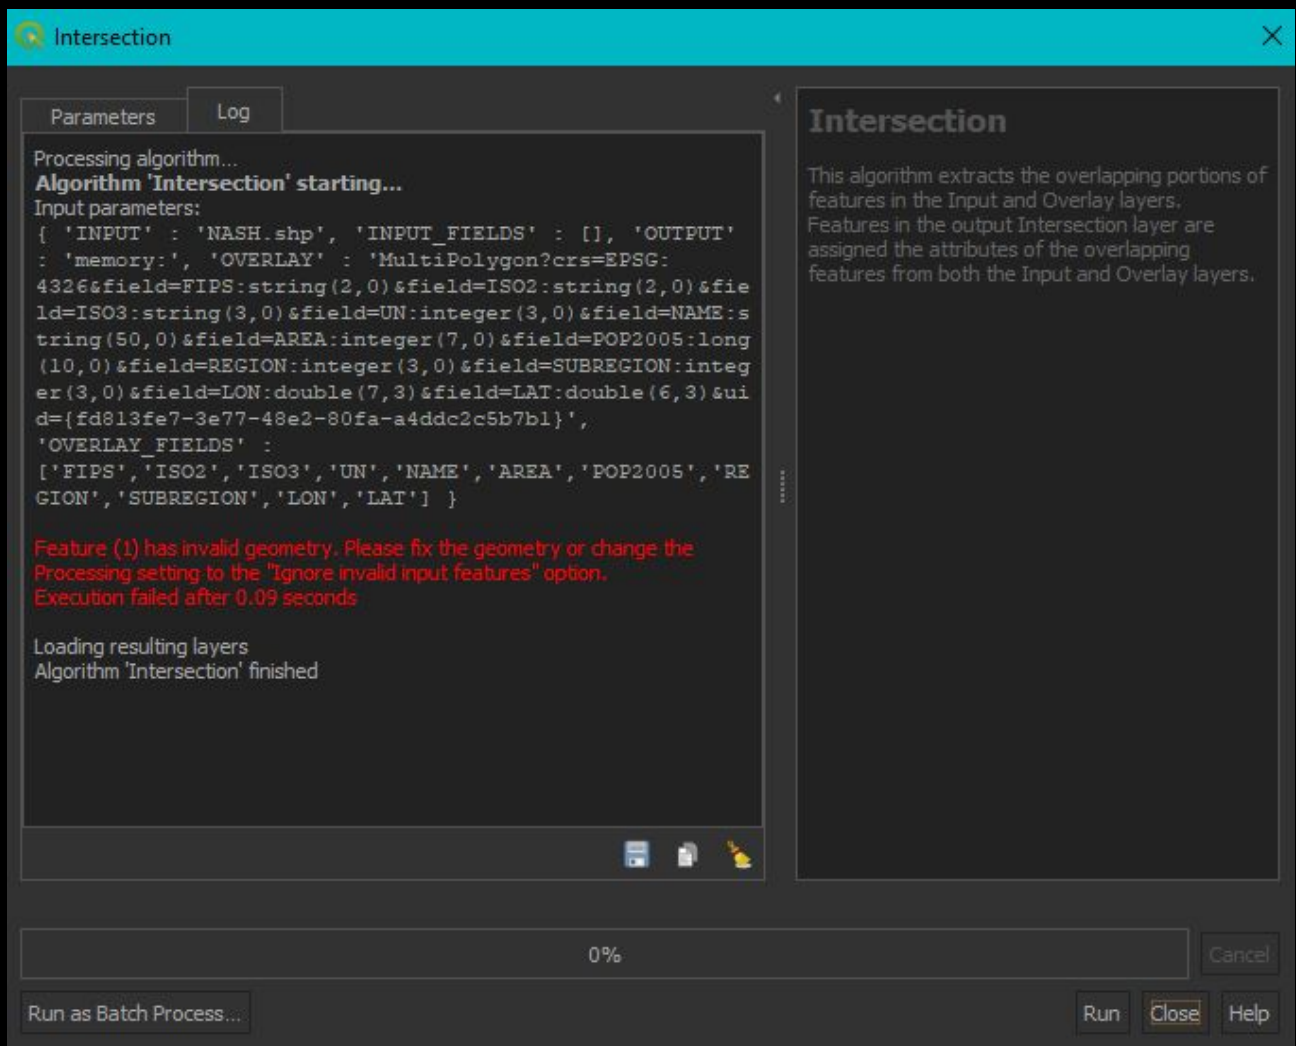 Intersection
Parameters
Log
Processing algorithm…
Algorithm 'Intersection' starting…
Input parameters:
{ 'INPUT' : 'NASH.shp', 'INPUT_FIELDS' : [], 'OUTPUT'
: 'memory:', 'OVERLAY' : 'MultiPolygon?crs=EPSG:
4326&field=FIPS:string(2,0)&field=ISO2:string(2,0)&fie
ld=ISO3:string(3,0)&field=UN:integer(3,0)&field=NAME:s
tring(50,0)&field=AREA:integer(7,0)&field=POP2005:long
(10,0)&field=REGION:integer(3,0)&field=SUBREGION:integ
er(3,0)&field=LON:double(7,3)&field=LAT:double(6,3)&ui
d={fd813fe7-3e77-48e2-80fa-a4ddc2c5b7b1}',
'OVERLAY_FIELDS' :
['FIPS','ISO2','ISO3','UN','NAME','AREA','POP2005','RE
GION','SUBREGION','LON','LAT'] }
Feature (1) has invalid geometry. Please fix the geometry or change the
Processing setting to the "Ignore invalid input features" option.
Execution failed after 0.09 seconds
Loading resulting layers
Algorithm 'Intersection' finished
Intersection
This algorithm extracts the overlapping portions of
features in the Input and Overlay layers.
Features in the output Intersection layer are
assigned the attributes of the overlapping
features from both the Input and Overlay layers.
0%
Cancel
Run as Batch Process…
Run
Close
Help